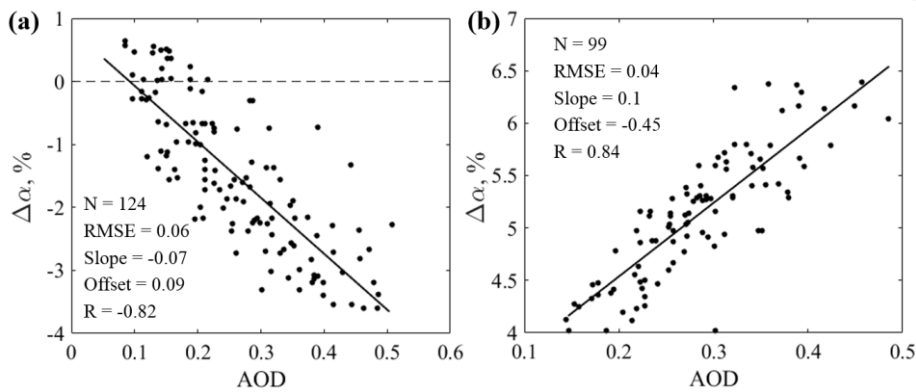 (a)
1
0
-1
-2
-3
-4
Δα, %
N = 124
RMSE = 0.06
Slope = -0.07
Offset = 0.09
R = -0.82
0
0.1
0.2
0.3
0.4
0.5
0.6
AOD
(b)
7
6.5
6
5.5
5
4.5
4
Δα, %
N = 99
RMSE = 0.04
Slope = 0.1
Offset = -0.45
R = 0.84
0.1
0.2
0.3
0.4
0.5
AOD